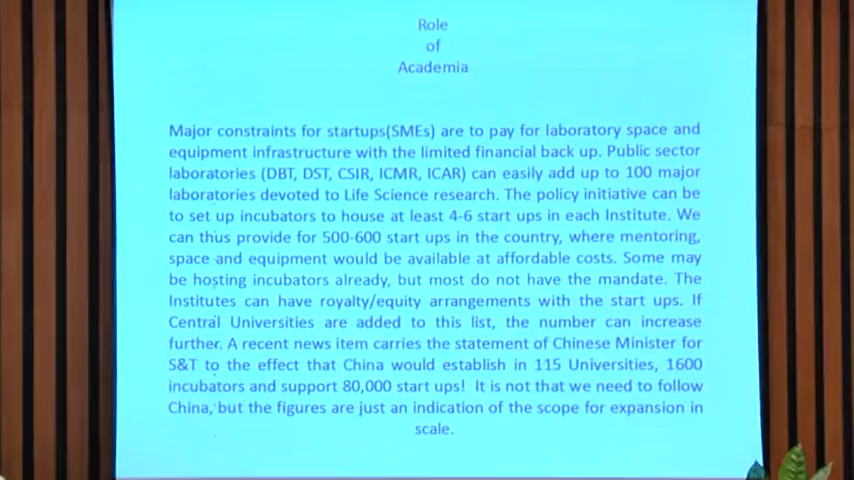 Role
of
Academia
Major constraints for startups(SMEs) are to pay for laboratory space and
equipment infrastructure with the limited financial back up. Public sector
laboratories (DBT, DST, CSIR, ICMR, ICAR) can easily add up to 100 major
laboratories devoted to Life Science research. The policy initiative can be
to set up incubators to house at least 4-6 start ups in each Institute. We
can thus provide for 500-600 start ups in the country, where mentoring,
space and equipment would be available at affordable costs. Some may
be hosting incubators already, but most do not have the mandate. The
Institutes can have royalty/equity arrangements with the start ups. If
Central Universities are added to this list, the number can increase
further. A recent news item carries the statement of Chinese Minister for
S&T to the effect that China would establish in 115 Universities, 1600
incubators and support 80,000 start ups! It is not that we need to follow
China, but the figures are just an indication of the scope for expansion in
scale.